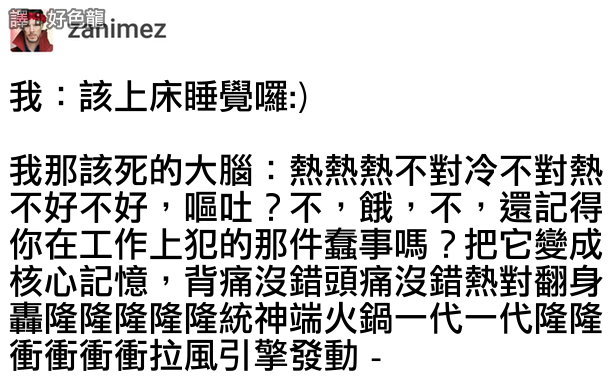 譯:好色龍
zanimez
我：該上床睡覺囉:)
我那該死的大腦：熱熱熱不對冷不對熱
不好不好，嘔吐？不，餓，不，還記得
你在工作上犯的那件蠢事嗎？把它變成
核心記憶，背痛沒錯頭痛沒錯熱對翻身
轟隆隆隆隆隆統神端火鍋一代一代隆隆
衝衝衝衝拉風引擎發動 -